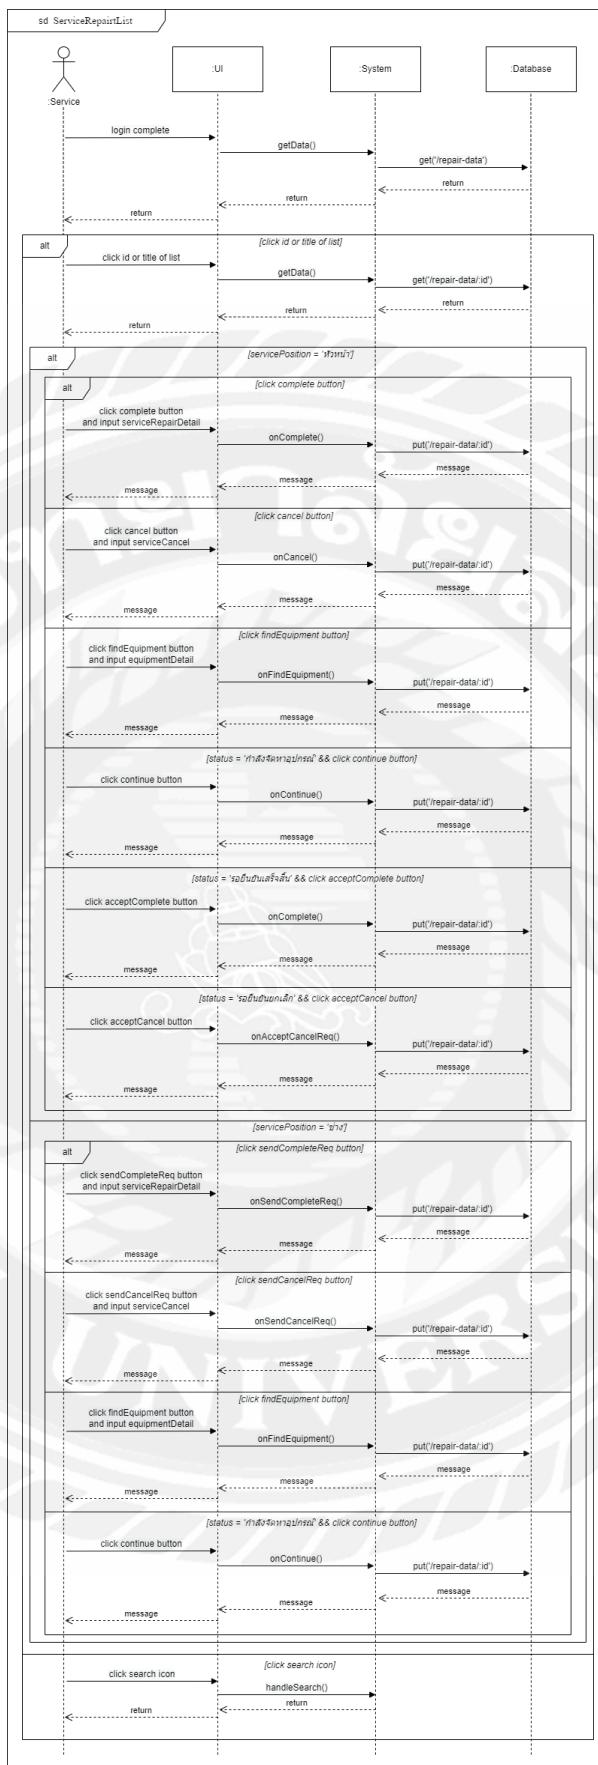 sd ServiceRepairtList
:Service
:UI
:System
:Database
login complete
getData()
get('/repair-data')
return
return
return
alt
[click id or title of list]
click id or title of list
getData()
get('/repair-data/:id')
return
return
return
alt
[servicePosition = 'หัวหน้า']
alt
[click complete button]
click complete button
and input serviceRepairDetail
onComplete()
put('/repair-data/:id')
message
message
message
[click cancel button]
click cancel button
and input serviceCancel
onCancel()
put('/repair-data/:id')
message
message
message
[click findEquipment button]
click findEquipment button
and input equiptmentDetail
onFindEquipment()
put('/repair-data/:id')
message
message
message
[status = 'กำลังจัดหาอุปกรณ์' && click continue button]
click continue button
onContinue()
put('/repair-data/:id')
message
message
message
[status = 'รอยืนยันเสร็จสิ้น' && click acceptComplete button]
click acceptComplete button
onComplete()
put('/repair-data/:id')
message
message
message
[status = 'รอยืนยันยกเลิก' && click acceptCancel button]
click acceptCancel button
onAcceptCancelReq()
put('/repair-data/:id')
message
message
message
[servicePosition = 'ช่าง']
alt
[click sendCompleteReq button]
click sendCompleteReq button
and input serviceRepairDetail
onSendCompleteReq()
put('/repair-data/:id')
message
message
message
[click sendCancelReq button]
click sendCancelReq button
and input serviceCancel
onSendCancelReq()
put('/repair-data/:id')
message
message
message
[click findEquipment button]
click findEquipment button
and input equiptmentDetail
onFindEquipment()
put('/repair-data/:id')
message
message
message
[status = 'กำลังจัดหาอุปกรณ์' && click continue button]
click continue button
onContinue()
put('/repair-data/:id')
message
message
message
[click search icon]
click search icon
handleSearch()
return
return